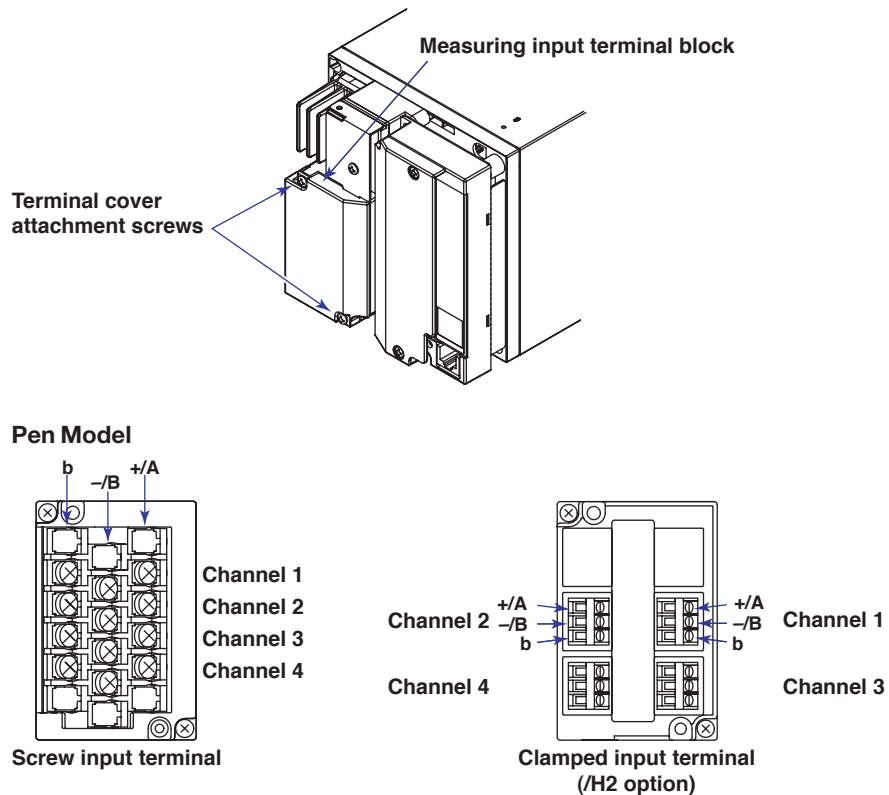 Measuring input terminal block
Terminal cover
attachment screws
Pen Model
b
–/B
+/A
Channel 1
Channel 2
Channel 3
Channel 4
Screw input terminal
Channel 2
+/A
–/B
b
+/A
–/B
b
Channel 1
Channel 4
Channel 3
Clamped input terminal
(/H2 option)